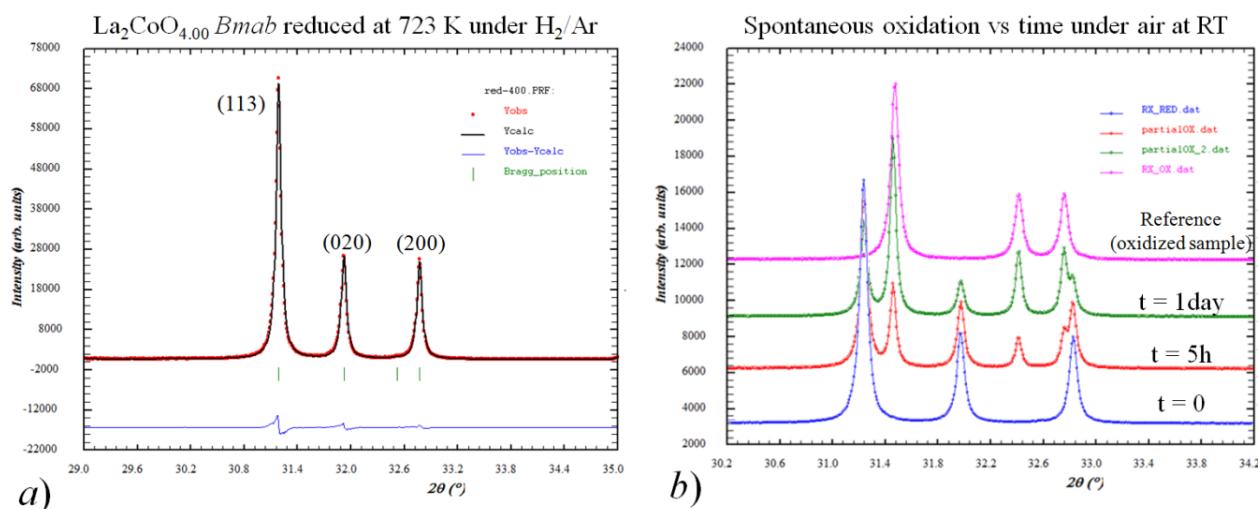 La₂CoO₄.₀₀ Bmab reduced at 723 K under H₂/Ar
78000
68000
58000
48000
38000
28000
18000
8000
-2000
-12000
-22000
Intensity (arb. units)
(113)
(020)
(200)
red-400.PRF:
Yobs
Ycalc
Yobs-Ycalc
Bragg_position
29.0 30.2 30.8 31.4 32.0 32.6 33.2 33.8 34.4 35.0
2θ (°)
a)
Spontaneous oxidation vs time under air at RT
24000
22000
20000
18000
16000
14000
12000
10000
8000
6000
4000
2000
Intensity (arb. units)
RX_RED.dat
partialOX.dat
partialOX_2.dat
RX_OX.dat
Reference
(oxidized sample)
t = 1day
t = 5h
t = 0
30.2 30.6 31.0 31.4 31.8 32.2 32.6 33.0 33.4 33.8 34.2
2θ (°)
b)